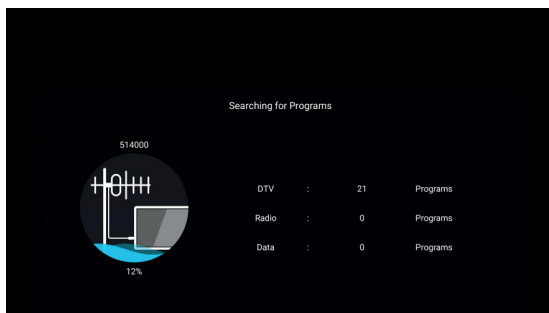 Searching for Programs
514000
DTV : 21 Programs
Radio : 0 Programs
Data : 0 Programs
12%